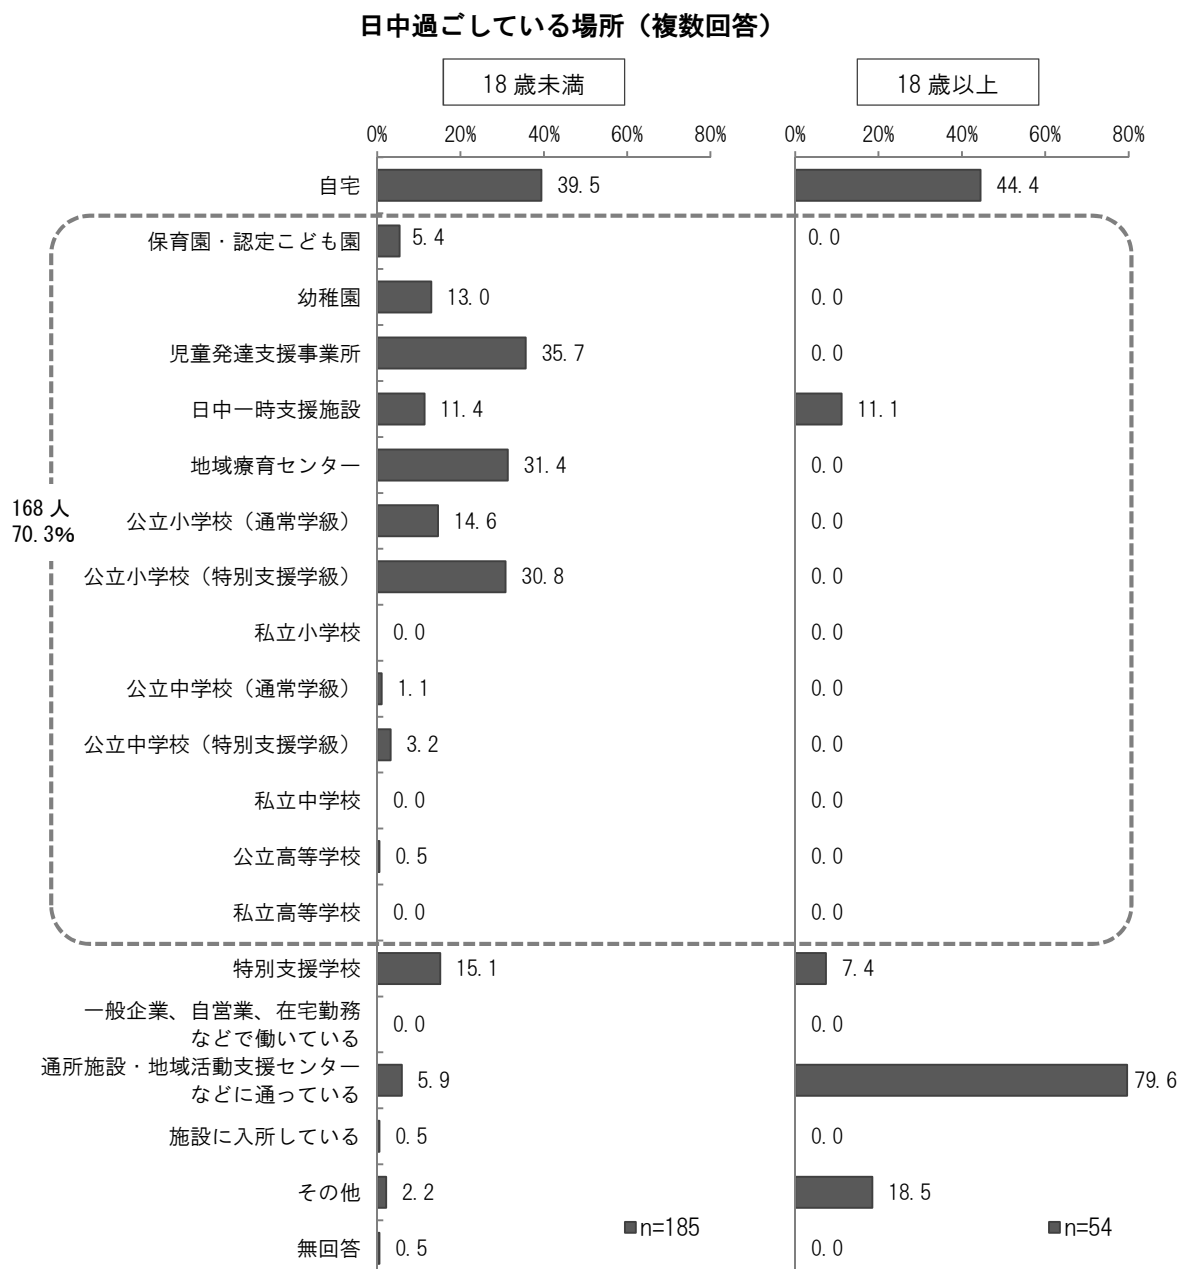 日中過ごしている場所（複数回答）
18 歳未満
18 歳以上
0% 20% 40% 60% 80%
0% 20% 40% 60% 80%
自宅 39.5 44.4
保育園・認定こども園 5.4 0.0
幼稚園 13.0 0.0
児童発達支援事業所 35.7 0.0
日中一時支援施設 11.4 11.1
地域療育センター 31.4 0.0
168 人
70.3%
公立小学校（通常学級） 14.6 0.0
公立小学校（特別支援学級） 30.8 0.0
私立小学校 0.0 0.0
公立中学校（通常学級） 1.1 0.0
公立中学校（特別支援学級） 3.2 0.0
私立中学校 0.0 0.0
公立高等学校 0.5 0.0
私立高等学校 0.0 0.0
特別支援学校 15.1 7.4
一般企業、自営業、在宅勤務
などで働いている 0.0 0.0
通所施設・地域活動支援センター
などに通っている 5.9 79.6
施設に入所している 0.5 0.0
その他 2.2 18.5
n=185 n=54
無回答 0.5 0.0